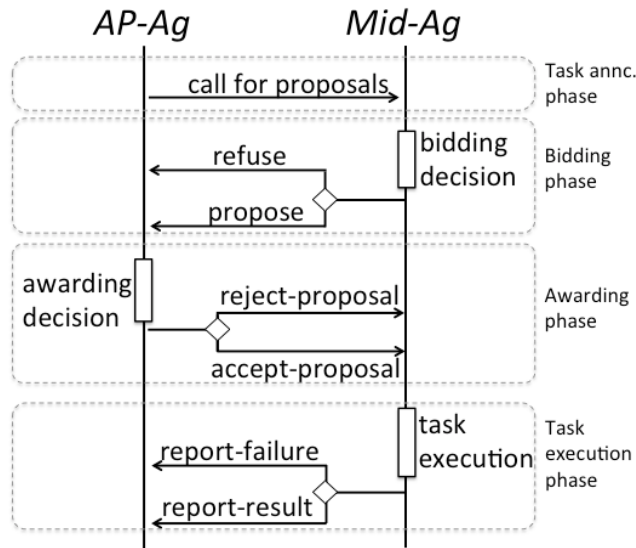 AP-Ag
Mid-Ag
call for proposals
Task annc.
phase
refuse
bidding
decision
propose
Bidding
phase
awarding
decision
reject-proposal
accept-proposal
Awarding
phase
task
execution
report-failure
report-result
Task
execution
phase